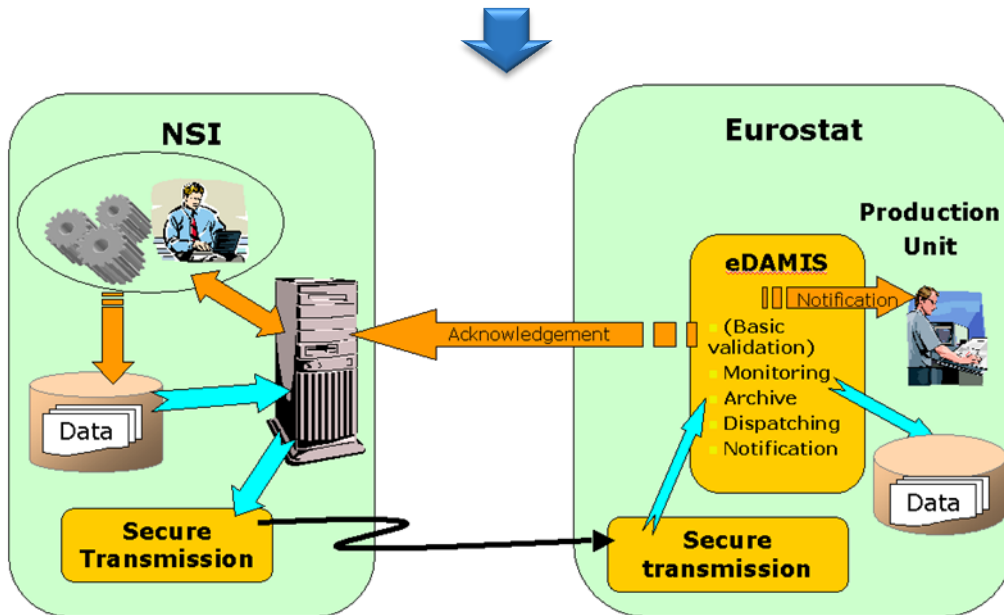 NSI
Data
Secure
Transmission
Acknowledgement
Eurostat
Production
Unit
eDAMIS
Notification
(Basic
validation)
Monitoring
Archive
Dispatching
Notification
Data
Secure
transmission